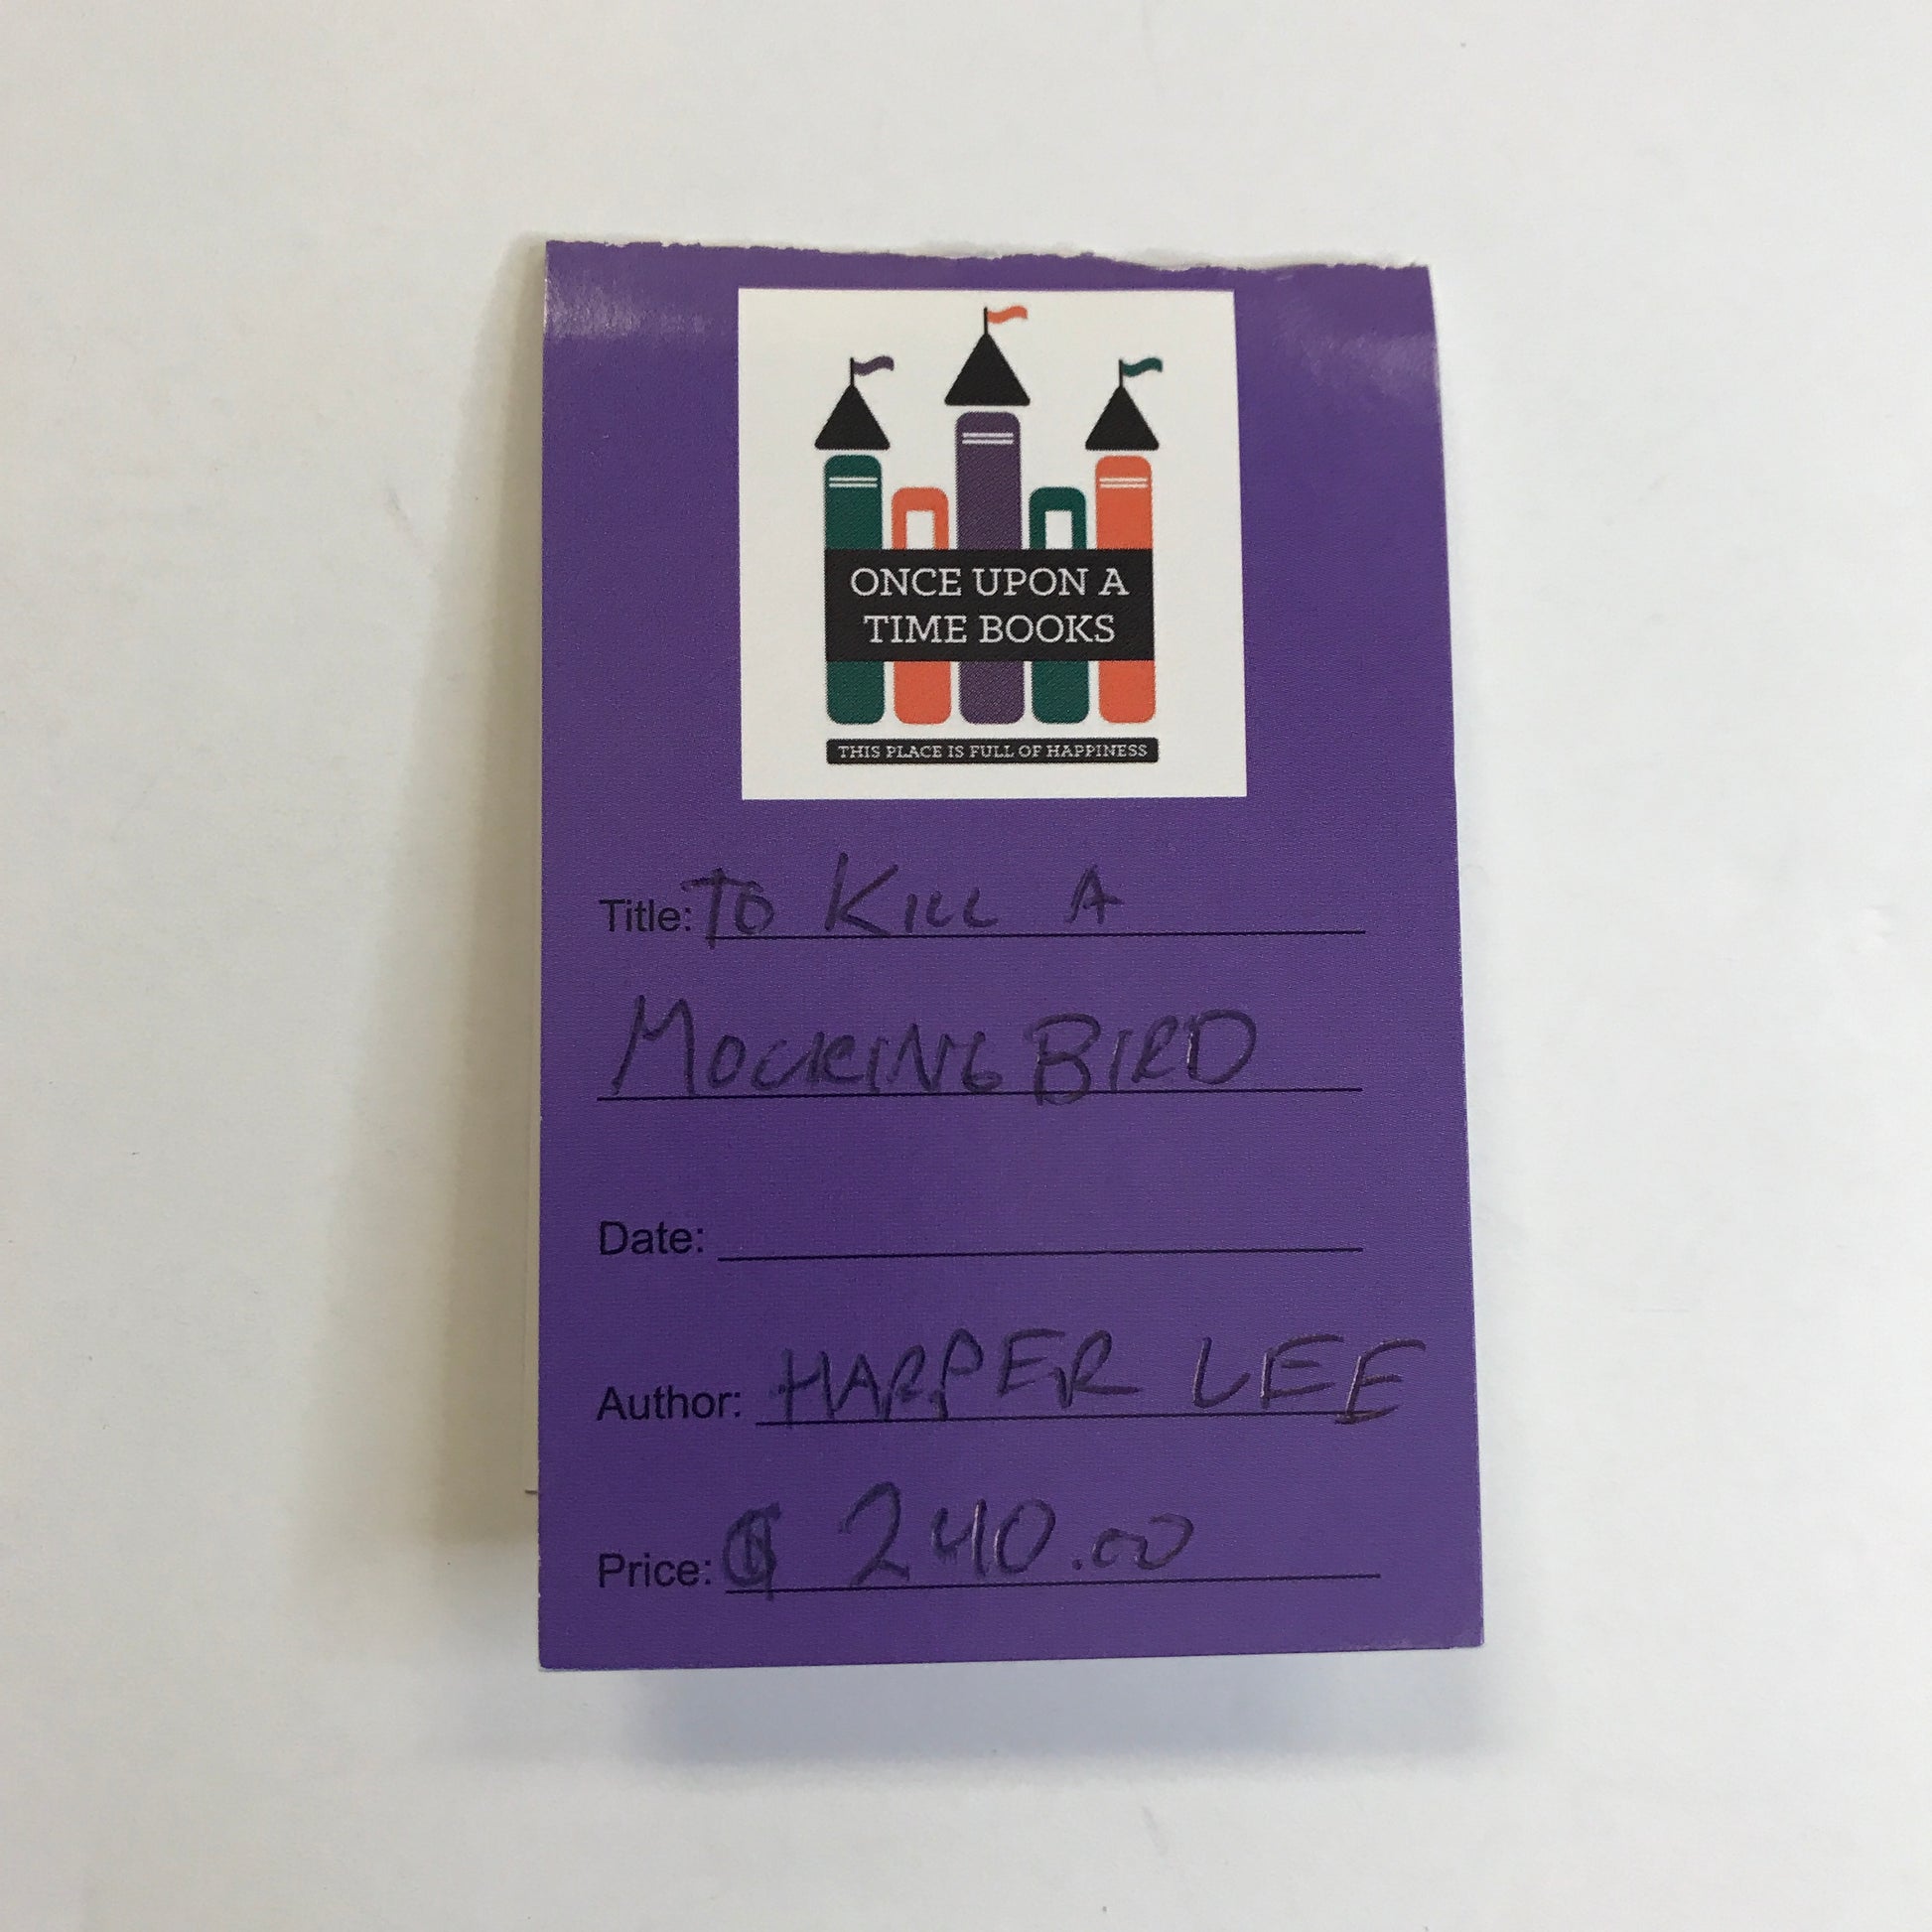 ONCE UPON A
TIME BOOKS
THIS PLACE IS FULL OF HAPPINESS
Title: TO KILL A
MOCKINGBIRD
Date:
Author: HARPER LEE
Price: $ 240.00